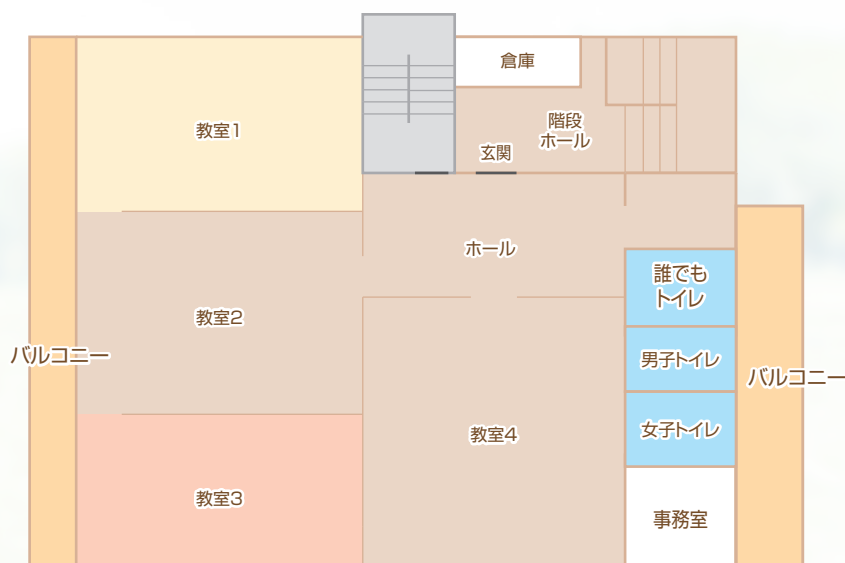 倉庫
教室1
階段
ホール
玄関
ホール
誰でも
トイレ
教室2
バルコニー
男子トイレ
バルコニー
女子トイレ
教室4
教室3
事務室